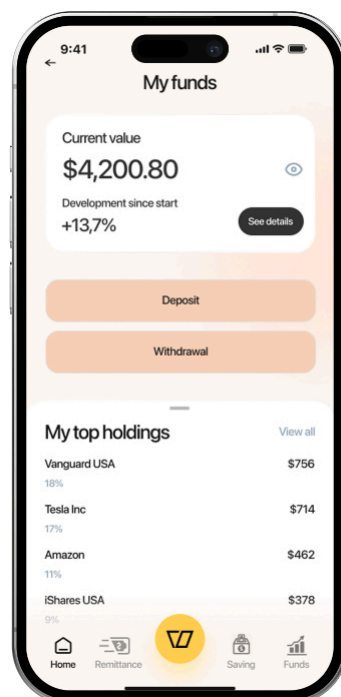 9:41
My funds
Current value
$4,200.80
Development since start
+13,7%
See details
Deposit
Withdrawal
My top holdings
View all
Vanguard USA
$756
18%
Tesla Inc
$714
17%
Amazon
$462
11%
iShares USA
$378
9%
Home
Remittance
Saving
Funds